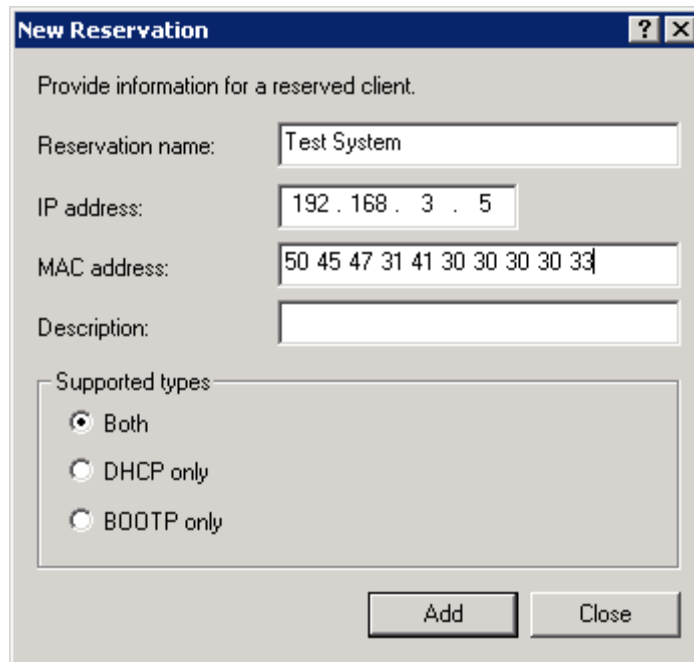 New Reservation
Provide information for a reserved client.
Reservation name: Test System
IP address: 192 . 168 . 3 . 5
MAC address: 50 45 47 31 41 30 30 30 30 33
Description:
Supported types
Both
DHCP only
BOOTP only
Add Close